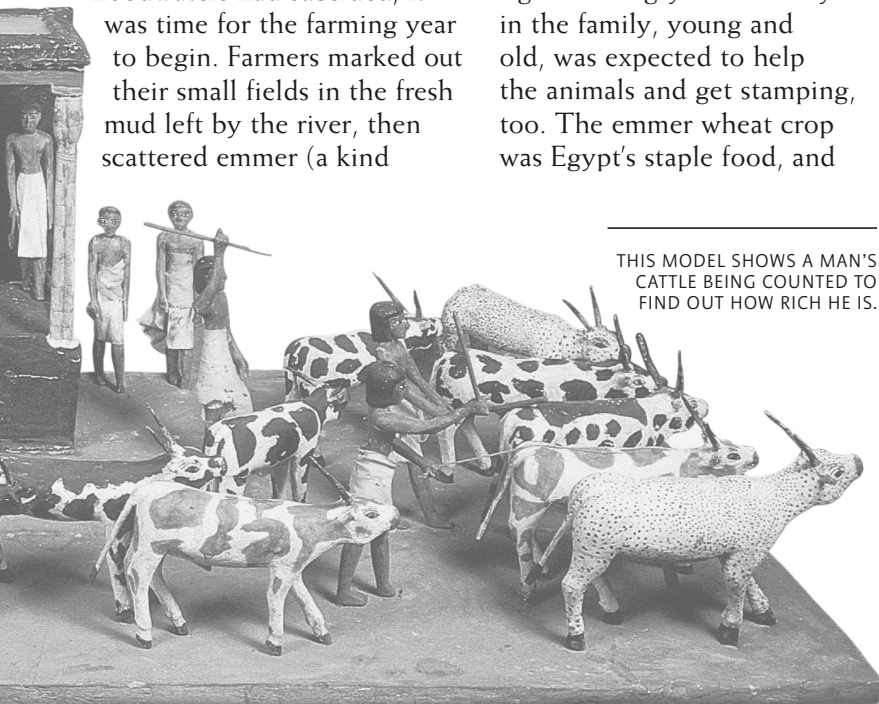 was time for the farming year
to begin. Farmers marked out
their small fields in the fresh
mud left by the river, then
scattered emmer (a kind
in the family, young and
old, was expected to help
the animals and get stamping,
too. The emmer wheat crop
was Egypt's staple food, and
THIS MODEL SHOWS A MAN'S
CATTLE BEING COUNTED TO
FIND OUT HOW RICH HE IS.